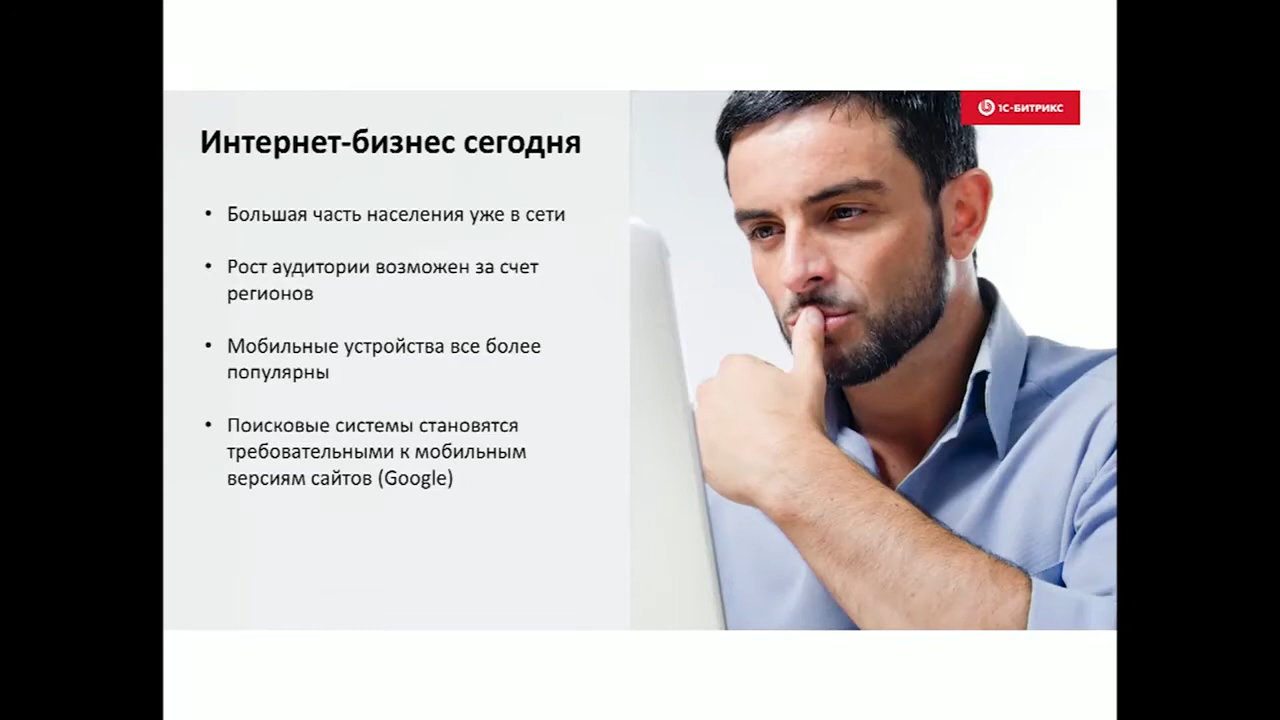 1С-БИТРИКС
Интернет-бизнес сегодня
• Большая часть населения уже в сети
• Рост аудитории возможен за счет
регионов
• Мобильные устройства все более
популярны
• Поисковые системы становятся
требовательными к мобильным
версиям сайтов (Google)